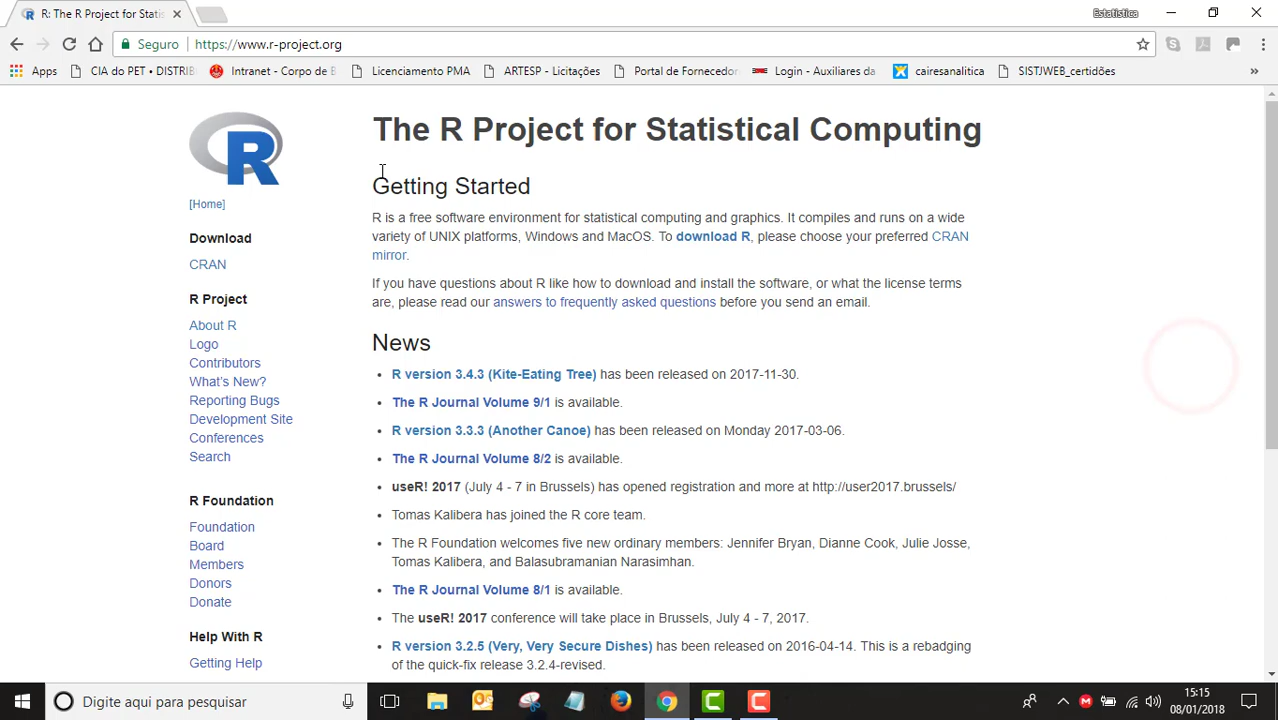 R: The R Project for Statis
Estatistica
Seguro
https://www.r-project.org
Apps
CIA do PET • DISTRIB
Intranet - Corpo de B
Licenciamento PMA
ARTESP - Licitações
Portal de Fornecedor
Login - Auxiliares da
cairesanalitica
SISTJWEB_certidões
»
R
[Home]
Download
CRAN
R Project
About R
Logo
Contributors
What's New?
Reporting Bugs
Development Site
Conferences
Search
R Foundation
Foundation
Board
Members
Donors
Donate
Help With R
Getting Help
The R Project for Statistical Computing
Getting Started
R is a free software environment for statistical computing and graphics. It compiles and runs on a wide
variety of UNIX platforms, Windows and MacOS. To download R, please choose your preferred CRAN
mirror.
If you have questions about R like how to download and install the software, or what the license terms
are, please read our answers to frequently asked questions before you send an email.
News
• R version 3.4.3 (Kite-Eating Tree) has been released on 2017-11-30.
• The R Journal Volume 9/1 is available.
• R version 3.3.3 (Another Canoe) has been released on Monday 2017-03-06.
• The R Journal Volume 8/2 is available.
• useR! 2017 (July 4 - 7 in Brussels) has opened registration and more at http://user2017.brussels/
• Tomas Kalibera has joined the R core team.
• The R Foundation welcomes five new ordinary members: Jennifer Bryan, Dianne Cook, Julie Josse,
Tomas Kalibera, and Balasubramanian Narasimhan.
• The R Journal Volume 8/1 is available.
• The useR! 2017 conference will take place in Brussels, July 4 - 7, 2017.
• R version 3.2.5 (Very, Very Secure Dishes) has been released on 2016-04-14. This is a rebadging
of the quick-fix release 3.2.4-revised.
Digite aqui para pesquisar
15:15
08/01/2018